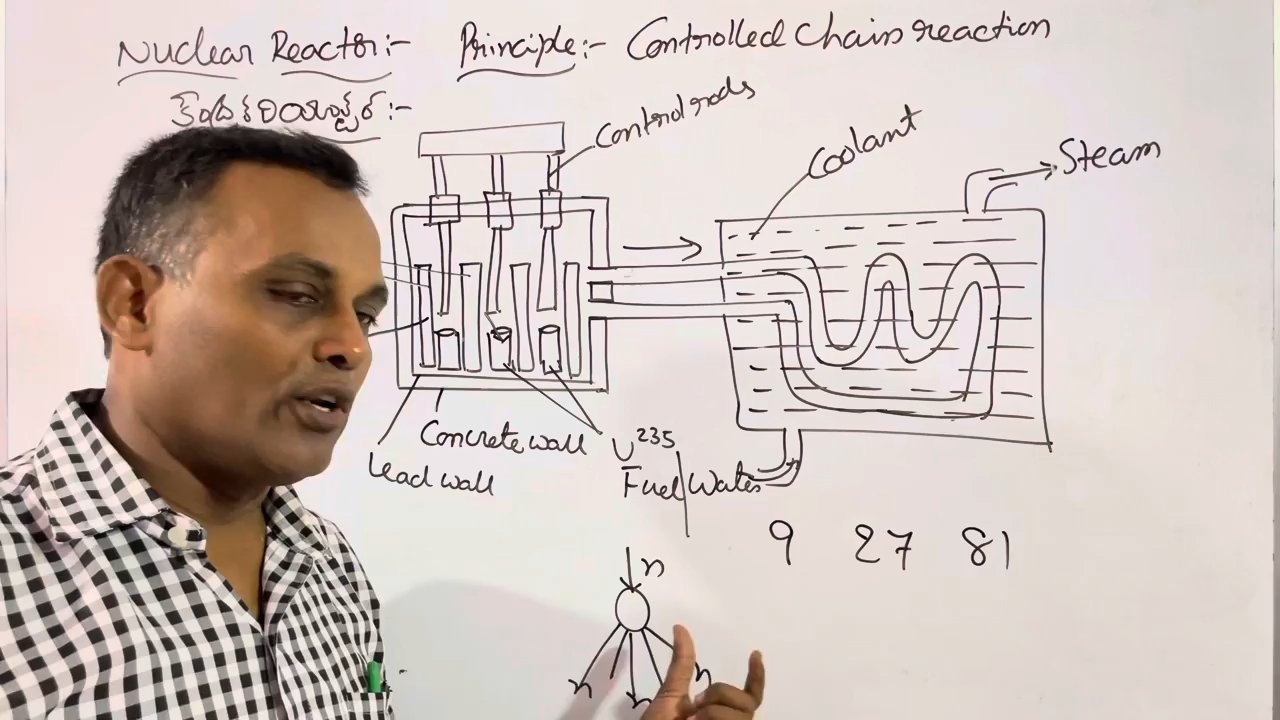 Nuclear Reactor:- Principle:- Controlled Chain reaction
Control rods
Coolant
Steam
Concrete wall
Lead wall
U²³⁵
Fuel
Water
9 27 81
n
n n